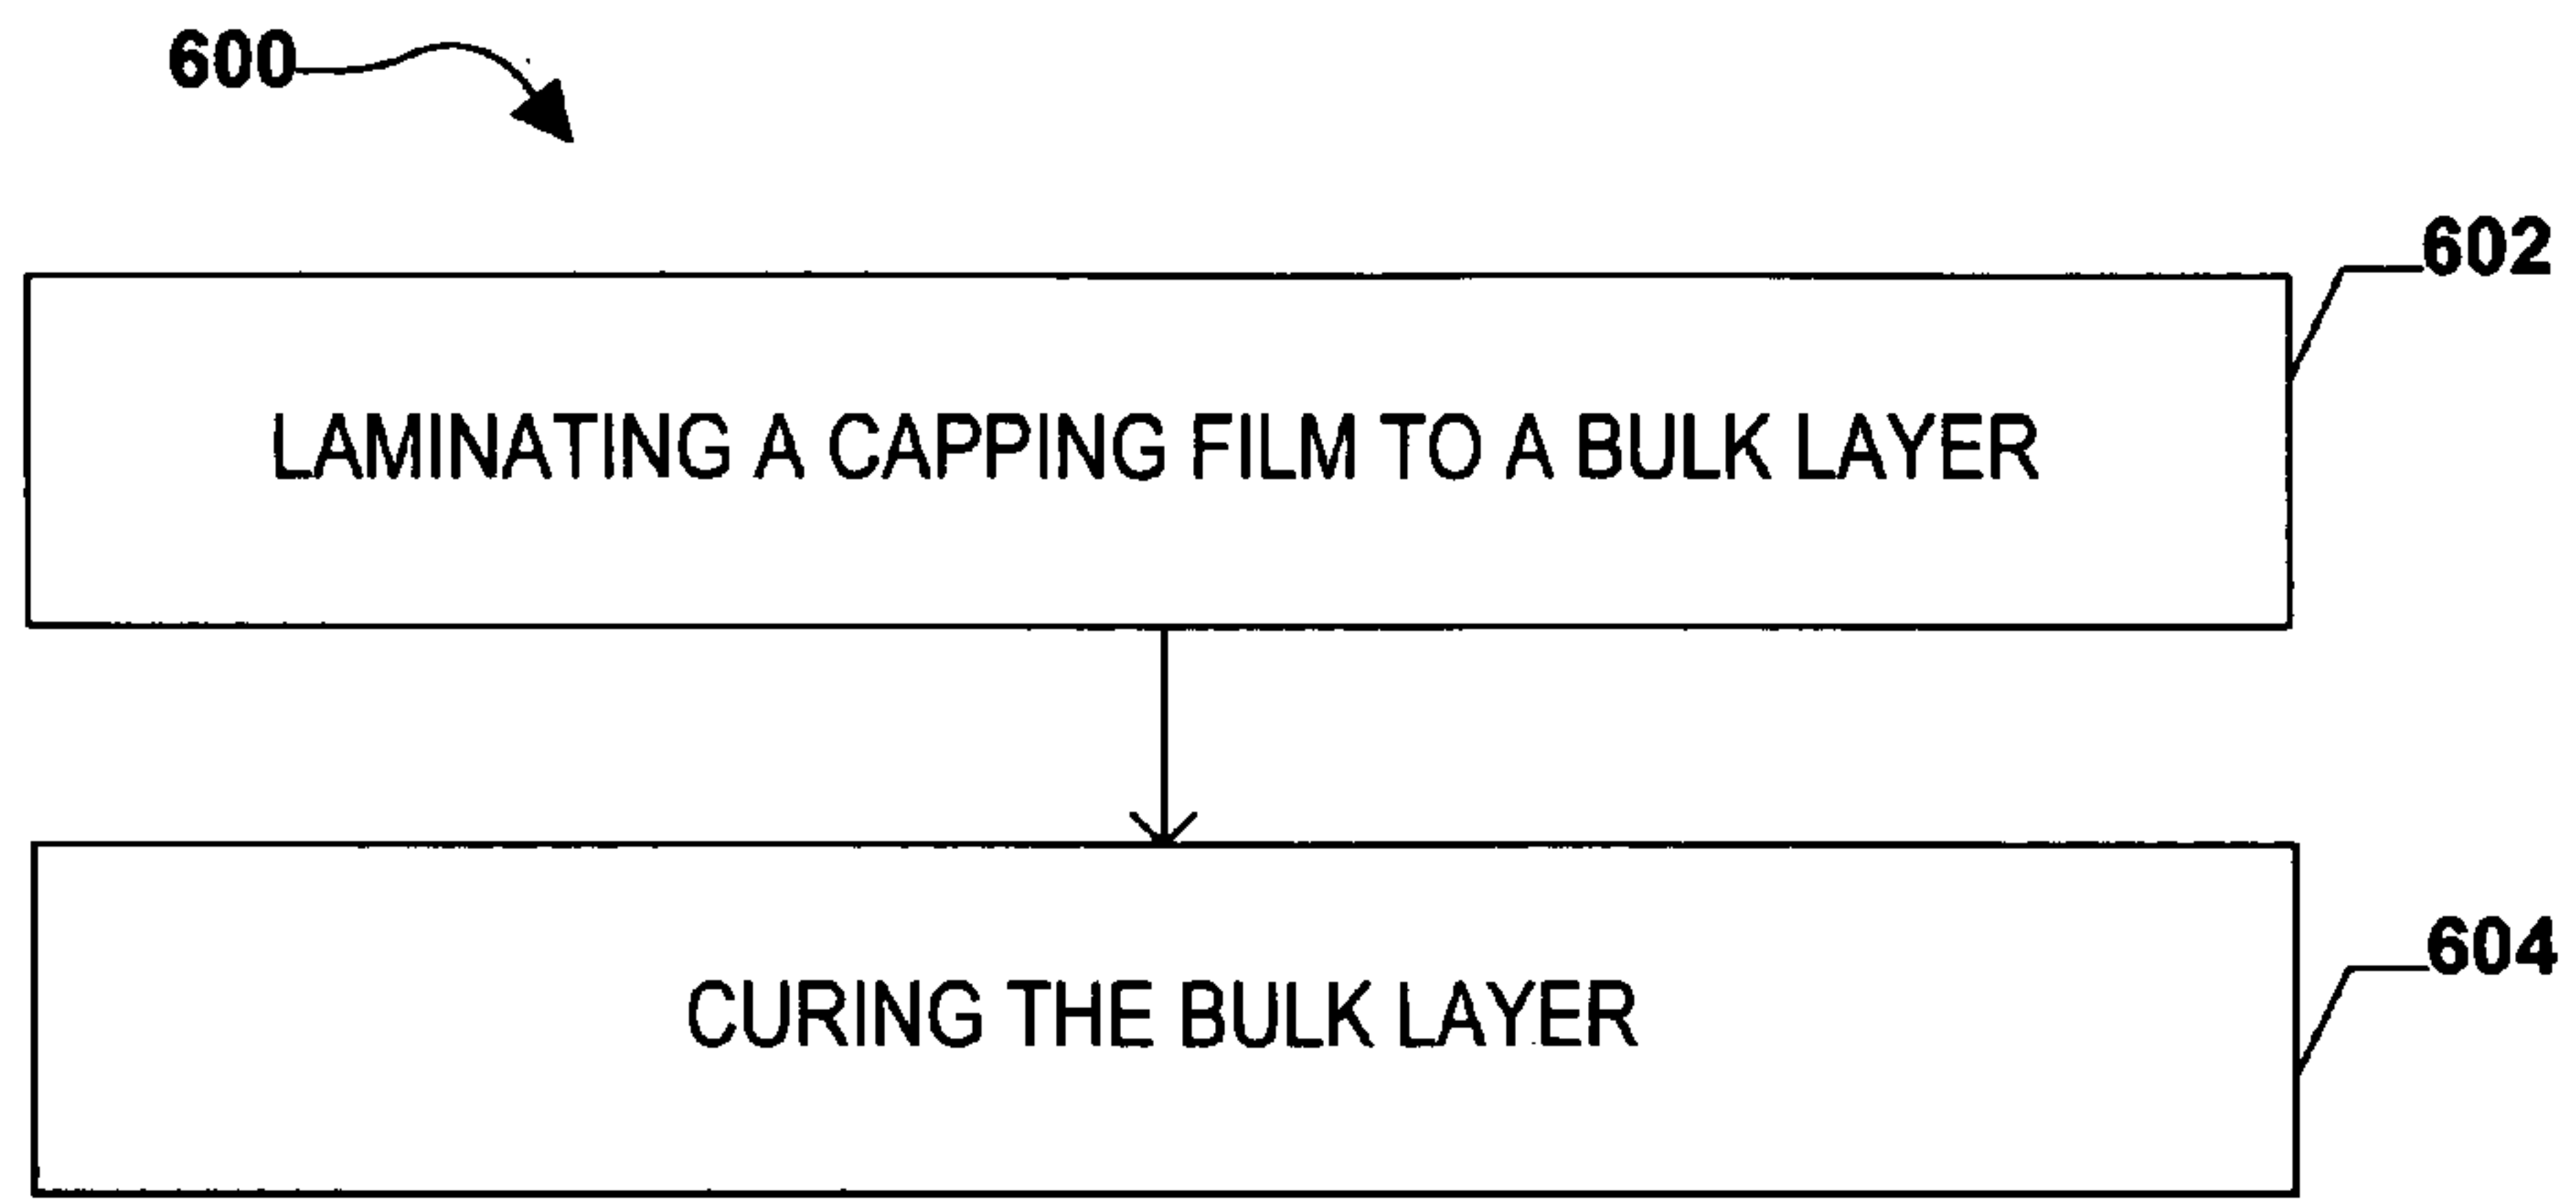 600
602
LAMINATING A CAPPING FILM TO A BULK LAYER
604
CURING THE BULK LAYER